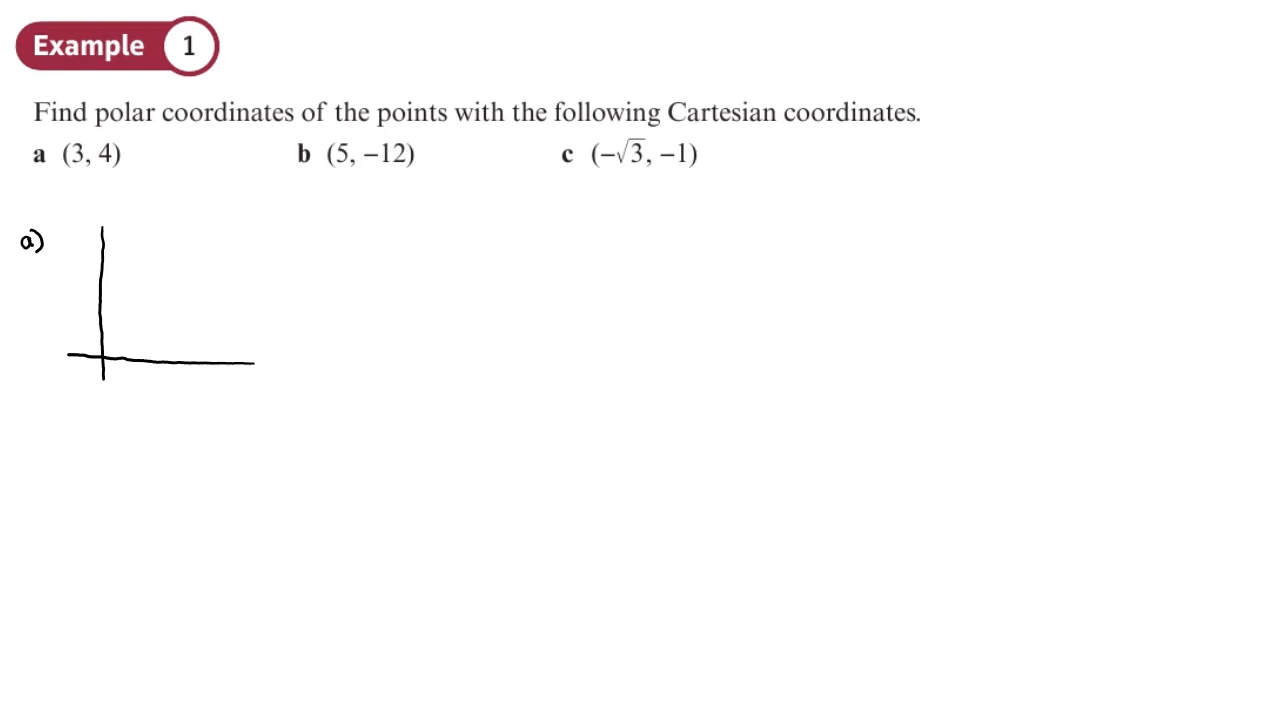 Example 1
Find polar coordinates of the points with the following Cartesian coordinates.
a (3, 4) b (5, −12) c (−√3, −1)
a)